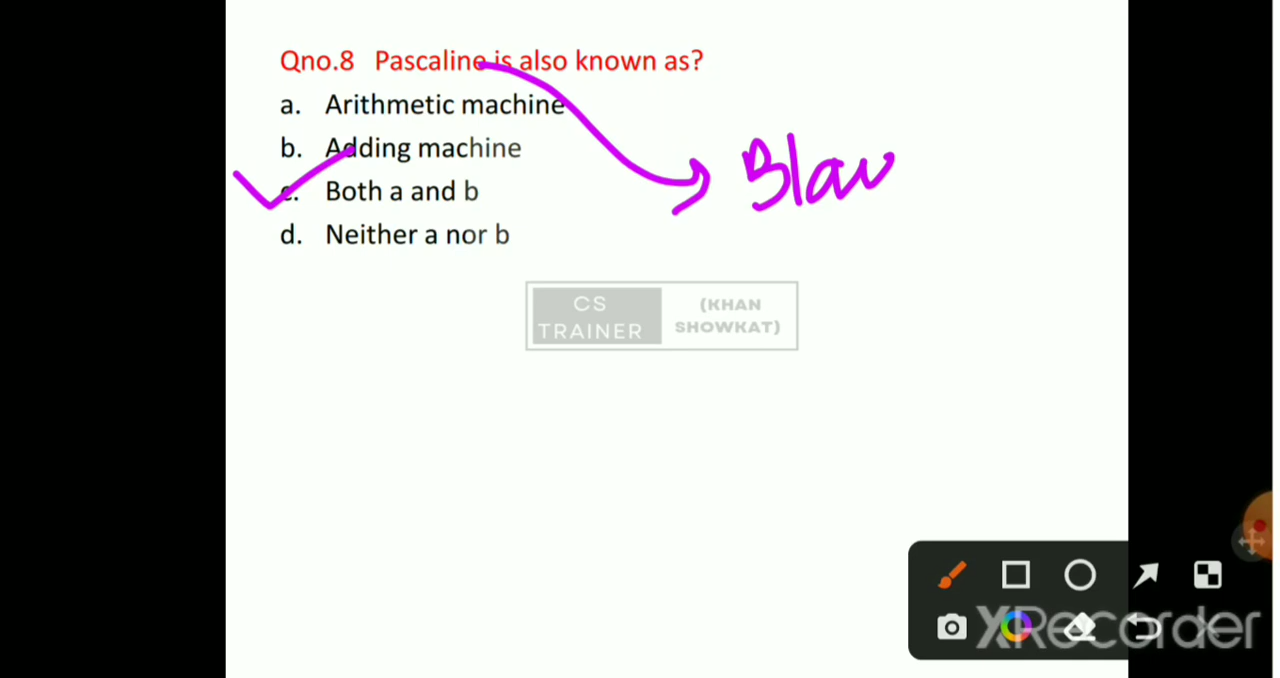 Qno.8 Pascaline is also known as?
a. Arithmetic machine
b. Adding machine
c. Both a and b
d. Neither a nor b
CS TRAINER
(KHAN SHOWKAT)
XRecorder